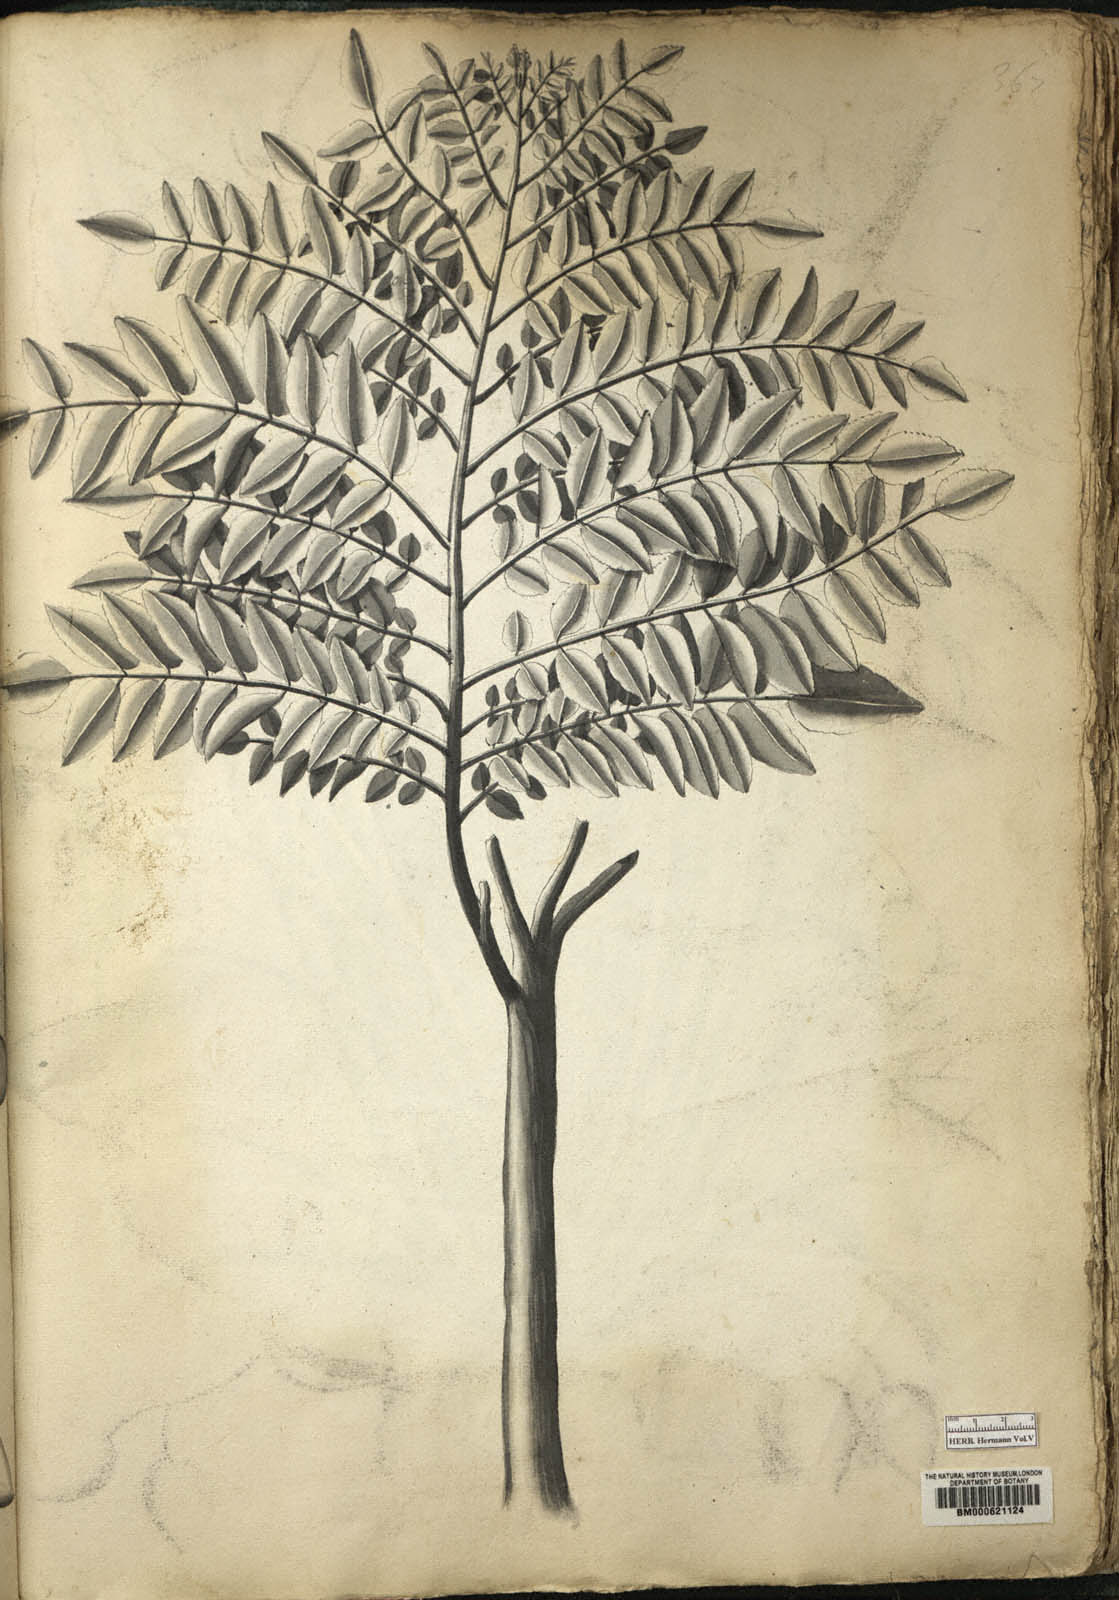 367
HERB. Hermann Vol.V
THE NATURAL HISTORY MUSEUM, LONDON
DEPARTMENT OF BOTANY
BM000621124